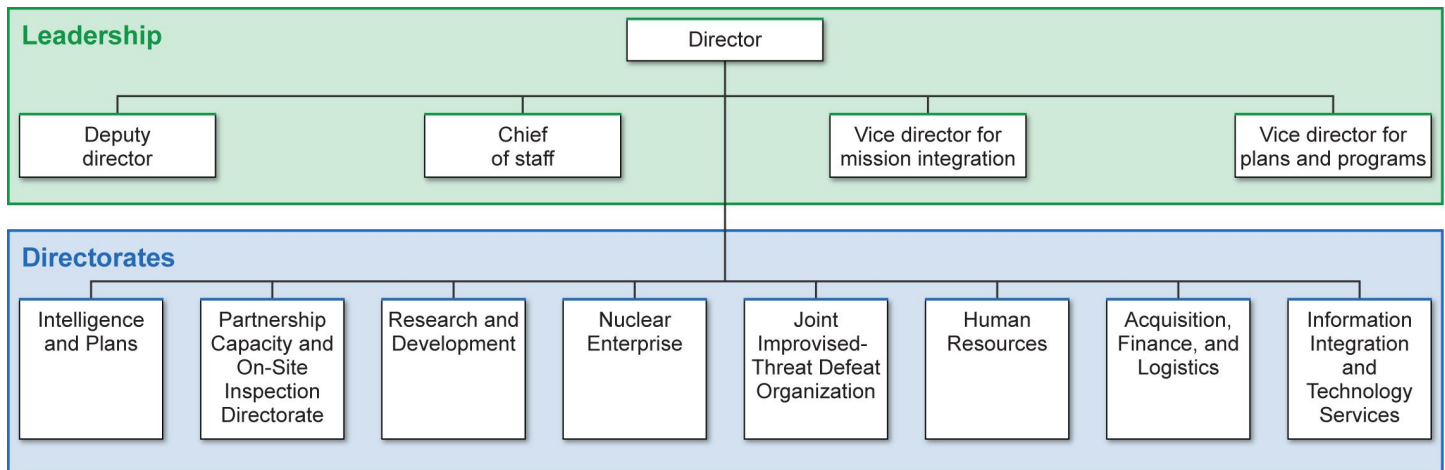 Leadership
Director
Deputy
director
Chief
of staff
Vice director for
mission integration
Vice director for
plans and programs
Directorates
Intelligence
and Plans
Partnership
Capacity and
On-Site
Inspection
Directorate
Research and
Development
Nuclear
Enterprise
Joint
Improvised-
Threat Defeat
Organization
Human
Resources
Acquisition,
Finance, and
Logistics
Information
Integration
and
Technology
Services